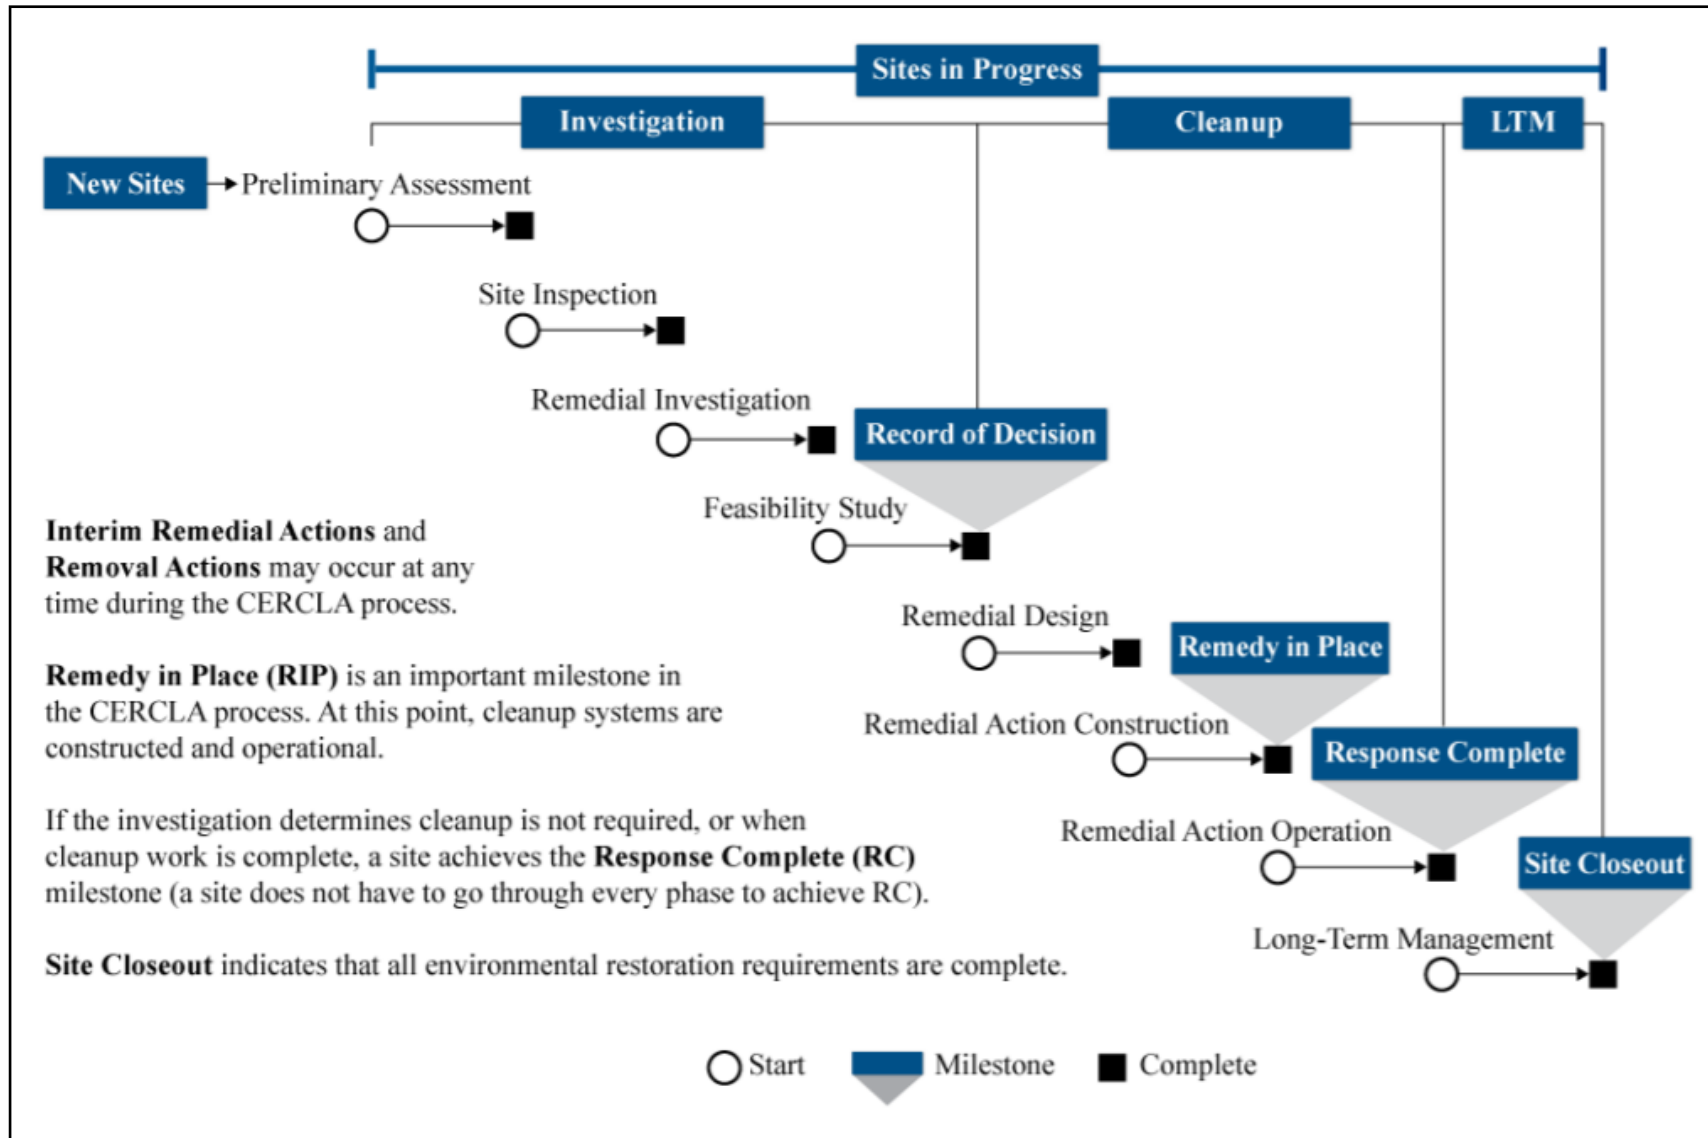 Sites in Progress
Investigation
Cleanup
LTM
New Sites
Preliminary Assessment
Site Inspection
Remedial Investigation
Record of Decision
Feasibility Study
Interim Remedial Actions and
Removal Actions may occur at any
time during the CERCLA process.
Remedial Design
Remedy in Place
Remedy in Place (RIP) is an important milestone in
the CERCLA process. At this point, cleanup systems are
constructed and operational.
Remedial Action Construction
Response Complete
If the investigation determines cleanup is not required, or when
cleanup work is complete, a site achieves the Response Complete (RC)
milestone (a site does not have to go through every phase to achieve RC).
Remedial Action Operation
Site Closeout
Long-Term Management
Site Closeout indicates that all environmental restoration requirements are complete.
Start
Milestone
Complete